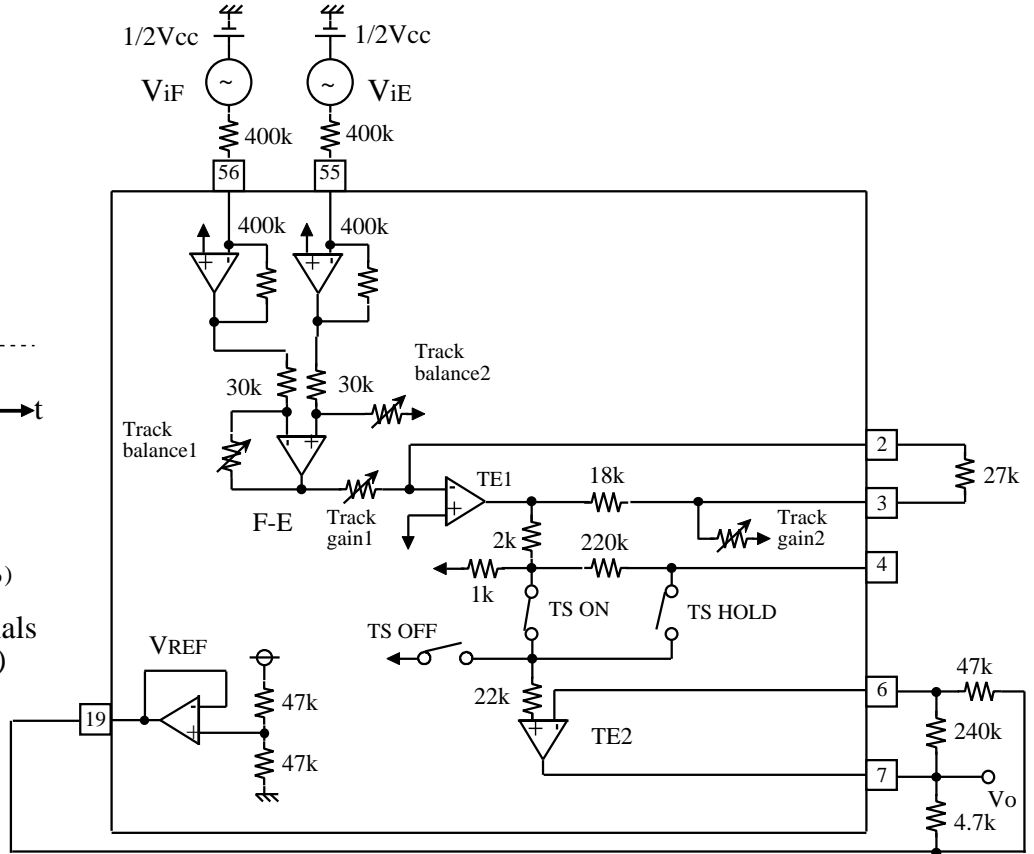 1/2Vcc
1/2Vcc
ViF
ViE
400k
400k
56
55
400k
400k
+ -
+ -
Track
balance2
30k
30k
t
Track
balance1
- +
2
TE1
18k
27k
-
+
3
F-E
Track
gain1
Track
gain2
2k
220k
4
)
1k
TS ON
TS HOLD
als
)
TS OFF
VREF
47k
6
47k
22k
19
-
+
+ -
TE2
240k
47k
7
Vo
4.7k